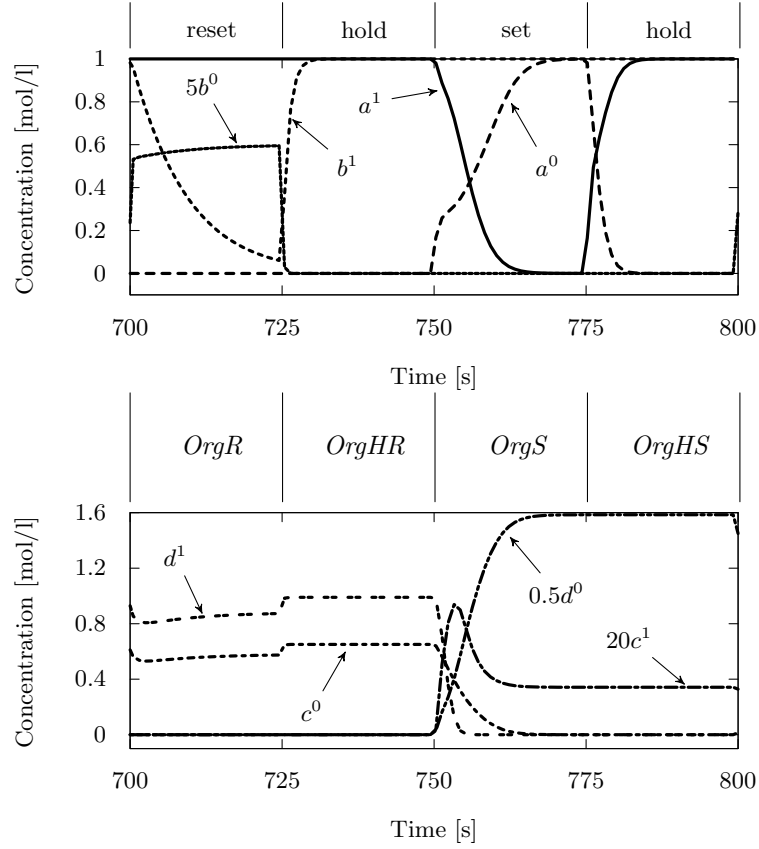 reset hold set hold
Concentration [mol/l]
1
0.8
0.6
0.4
0.2
0
5b⁰
b¹
a¹
a⁰
700 725 750 775 800
Time [s]
OrgR OrgHR OrgS OrgHS
Concentration [mol/l]
1.6
1.2
0.8
0.4
0
d¹
c⁰
0.5d⁰
20c¹
700 725 750 775 800
Time [s]